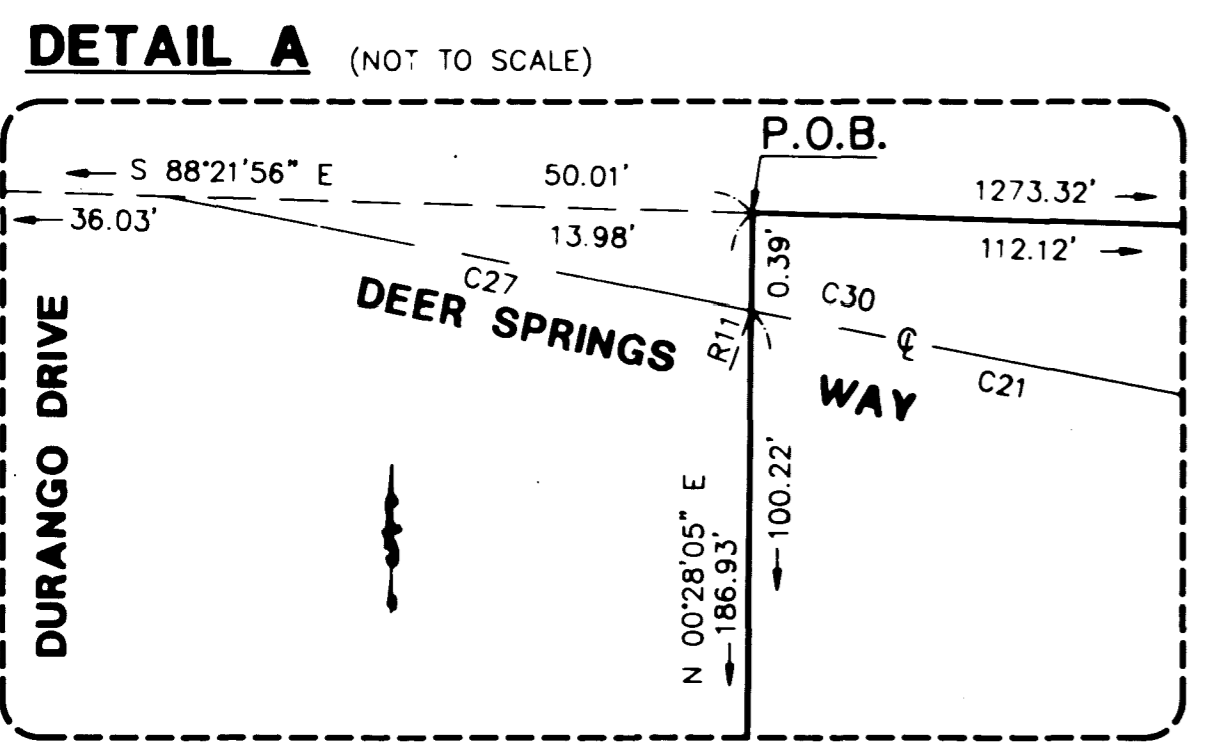 DETAIL A (NOT TO SCALE)
P.O.B.
S 88°21'56" E
50.01'
1273.32'
36.03'
13.98'
112.12'
0.39'
C27
C30
DEER SPRINGS
R11
℄
C21
WAY
DURANGO DRIVE
100.22'
N 00°28'05" E
186.93'